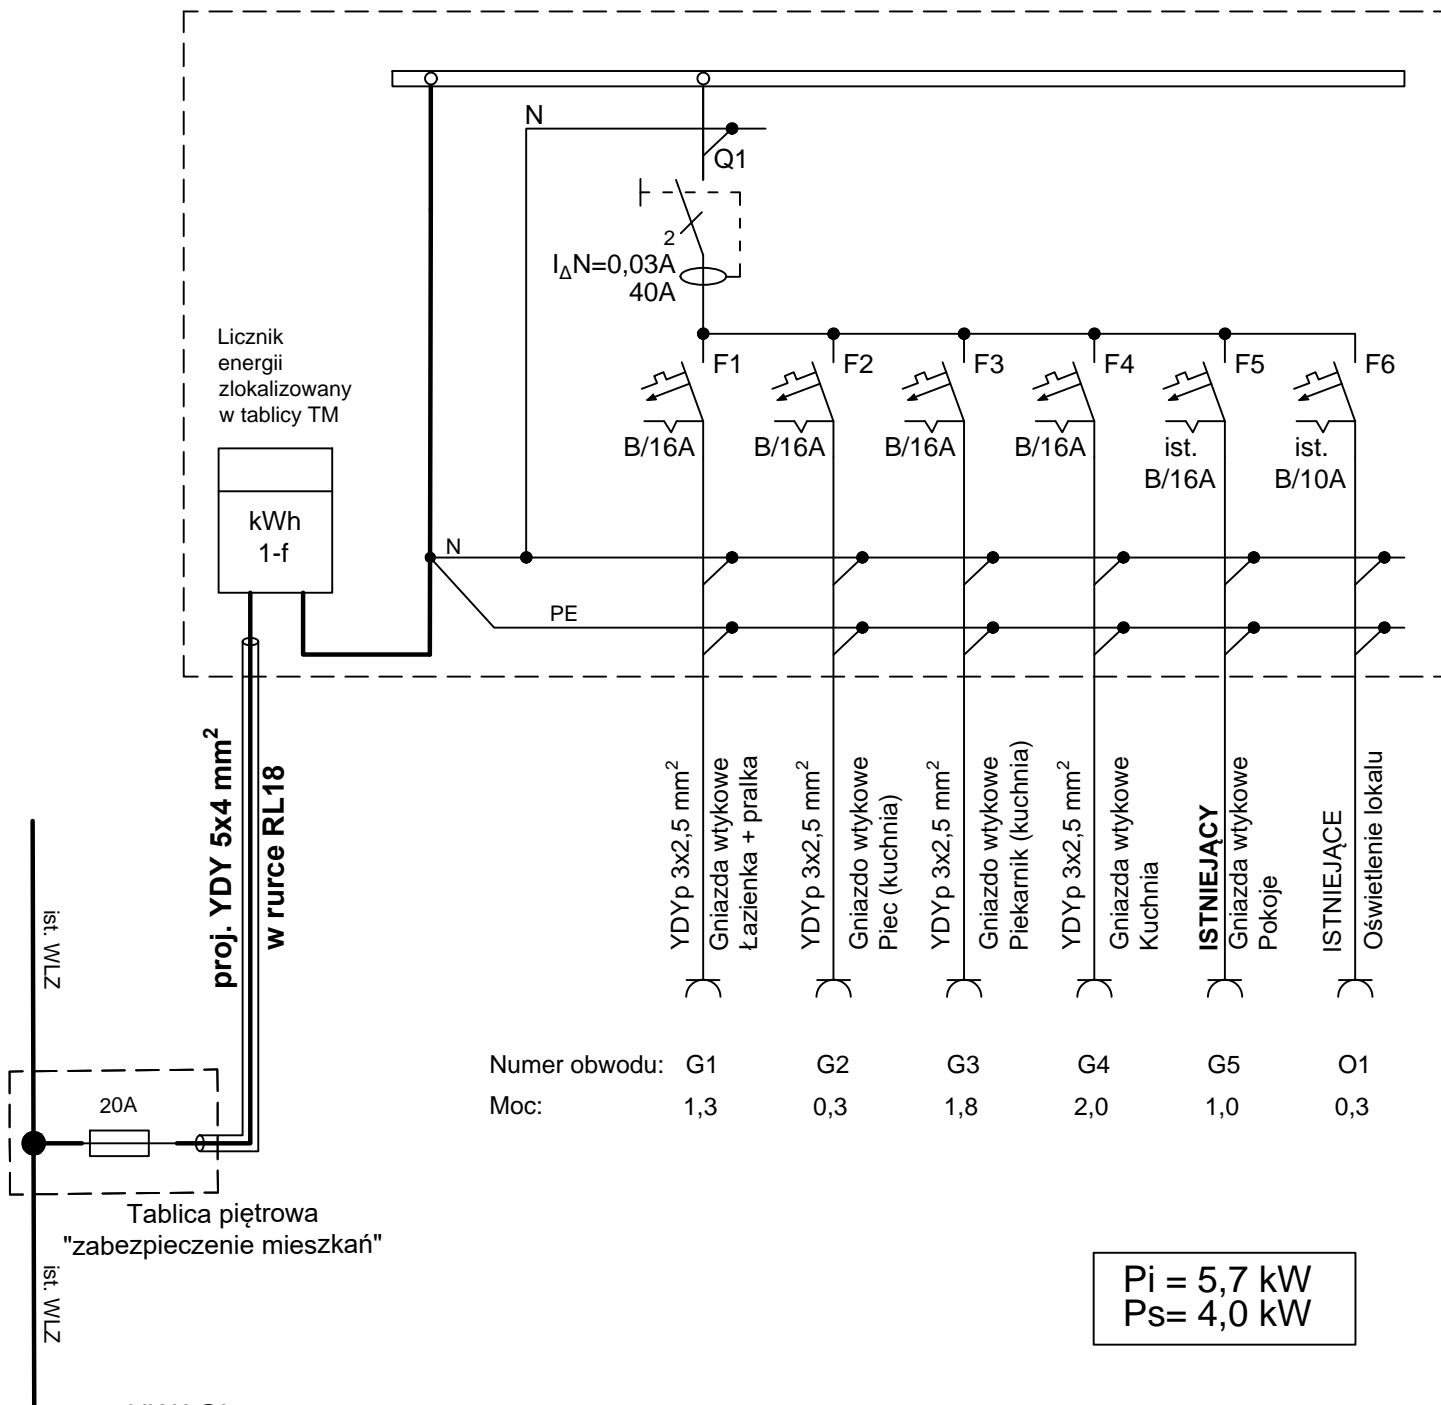 N
Q1
2
I∆N=0,03A
40A
Licznik
energii
zlokalizowany
w tablicy TM
F1
F2
F3
F4
F5
F6
B/16A
B/16A
B/16A
B/16A
ist.
B/16A
ist.
B/10A
kWh
1-f
N
PE
proj. YDY 5x4 mm²
w rurce RL18
YDYp 3x2,5 mm²
Gniazda wtykowe
Łazienka + pralka
YDYp 3x2,5 mm²
Gniazdo wtykowe
Piec (kuchnia)
YDYp 3x2,5 mm²
Gniazdo wtykowe
Piekarnik (kuchnia)
YDYp 3x2,5 mm²
Gniazda wtykowe
Kuchnia
ISTNIEJĄCY
Gniazda wtykowe
Pokoje
ISTNIEJĄCE
Oświetlenie lokalu
ist. WLZ
Numer obwodu: G1 G2 G3 G4 G5 O1
Moc: 1,3 0,3 1,8 2,0 1,0 0,3
20A
Tablica piętrowa
"zabezpieczenie mieszkań"
ist. WLZ
Pi = 5,7 kW
Ps= 4,0 kW